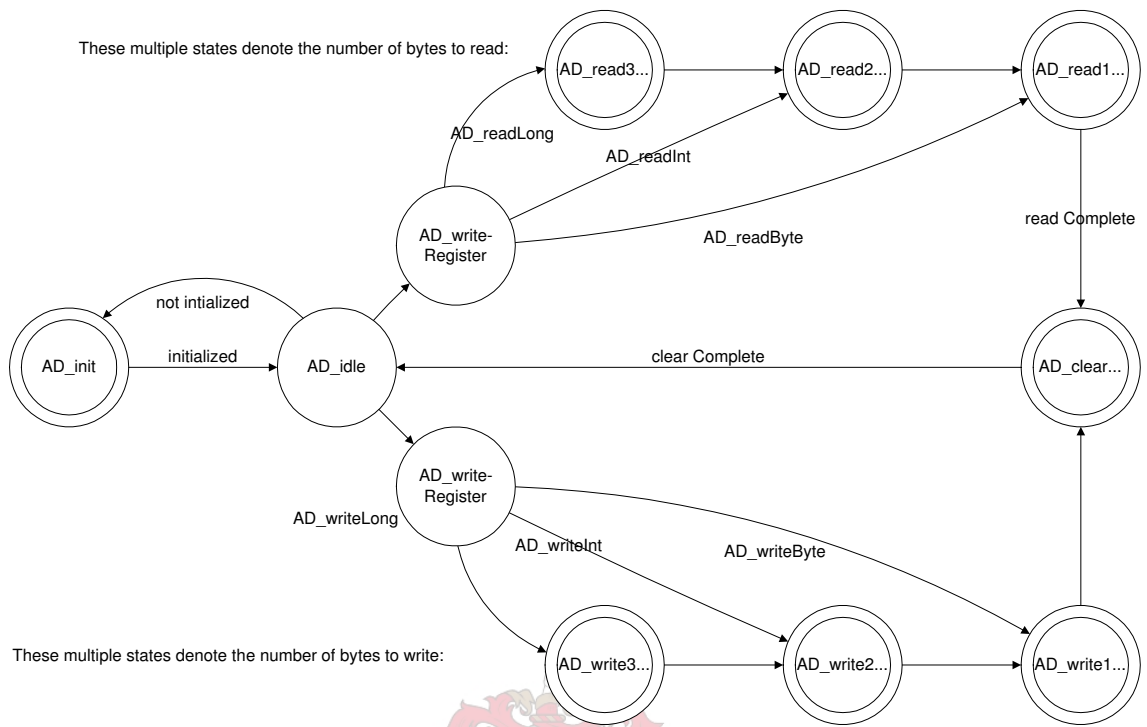 These multiple states denote the number of bytes to read:
AD_read3...
AD_read2...
AD_read1...
AD_readLong
AD_readInt
AD_write-
Register
AD_readByte
read Complete
not intialized
AD_init
initialized
AD_idle
clear Complete
AD_clear...
AD_write-
Register
AD_writeLong
AD_writeInt
AD_writeByte
These multiple states denote the number of bytes to write:
AD_write3...
AD_write2...
AD_write1...